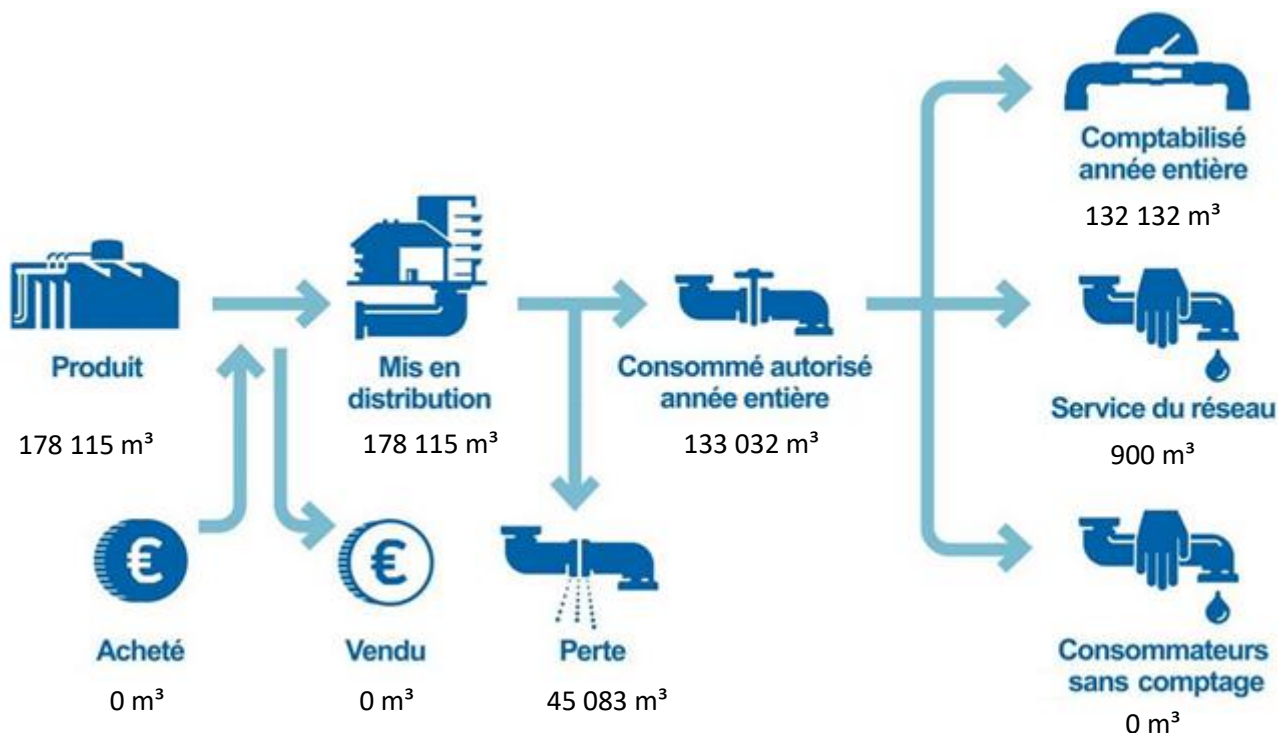 Comptabilisé
année entière
132 132 m³
Produit
178 115 m³
Mis en
distribution
178 115 m³
Consommé autorisé
année entière
133 032 m³
Service du réseau
900 m³
€
Acheté
0 m³
€
Vendu
0 m³
Perte
45 083 m³
Consommateurs
sans comptage
0 m³